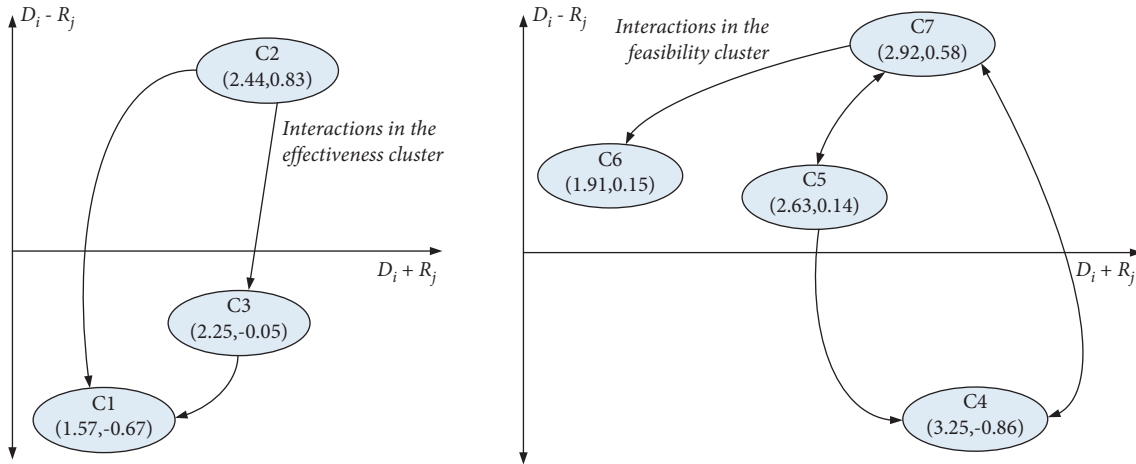 D_i - R_j
C2
(2.44,0.83)
Interactions in the
effectiveness cluster
D_i + R_j
C3
(2.25,-0.05)
C1
(1.57,-0.67)
D_i - R_j
Interactions in the
feasibility cluster
C7
(2.92,0.58)
C6
(1.91,0.15)
C5
(2.63,0.14)
D_i + R_j
C4
(3.25,-0.86)